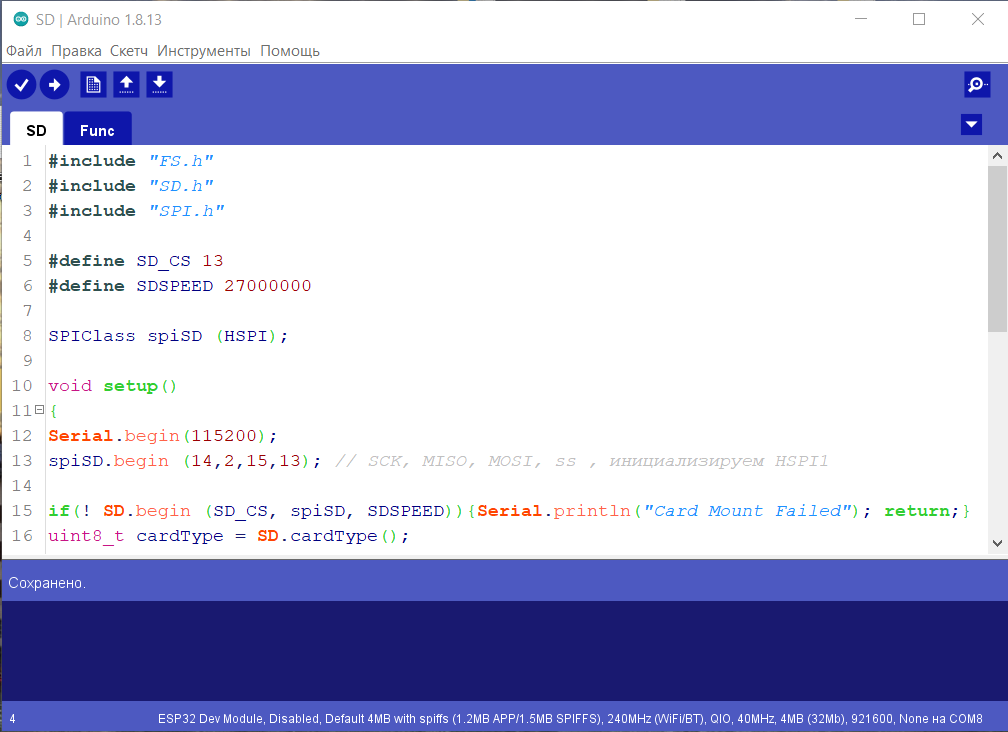 SD | Arduino 1.8.13
Файл Правка Скетч Инструменты Помощь
SD Func
1 #include "FS.h"
2 #include "SD.h"
3 #include "SPI.h"
4
5 #define SD_CS 13
6 #define SDSPEED 27000000
7
8 SPIClass spiSD (HSPI);
9
10 void setup()
11 {
12 Serial.begin(115200);
13 spiSD.begin (14,2,15,13); // SCK, MISO, MOSI, ss , инициализируем HSPI1
14
15 if(! SD.begin (SD_CS, spiSD, SDSPEED)){Serial.println("Card Mount Failed"); return;}
16 uint8_t cardType = SD.cardType();
Сохранено.
4 ESP32 Dev Module, Disabled, Default 4MB with spiffs (1.2MB APP/1.5MB SPIFFS), 240MHz (WiFi/BT), QIO, 40MHz, 4MB (32Mb), 921600, None на COM8